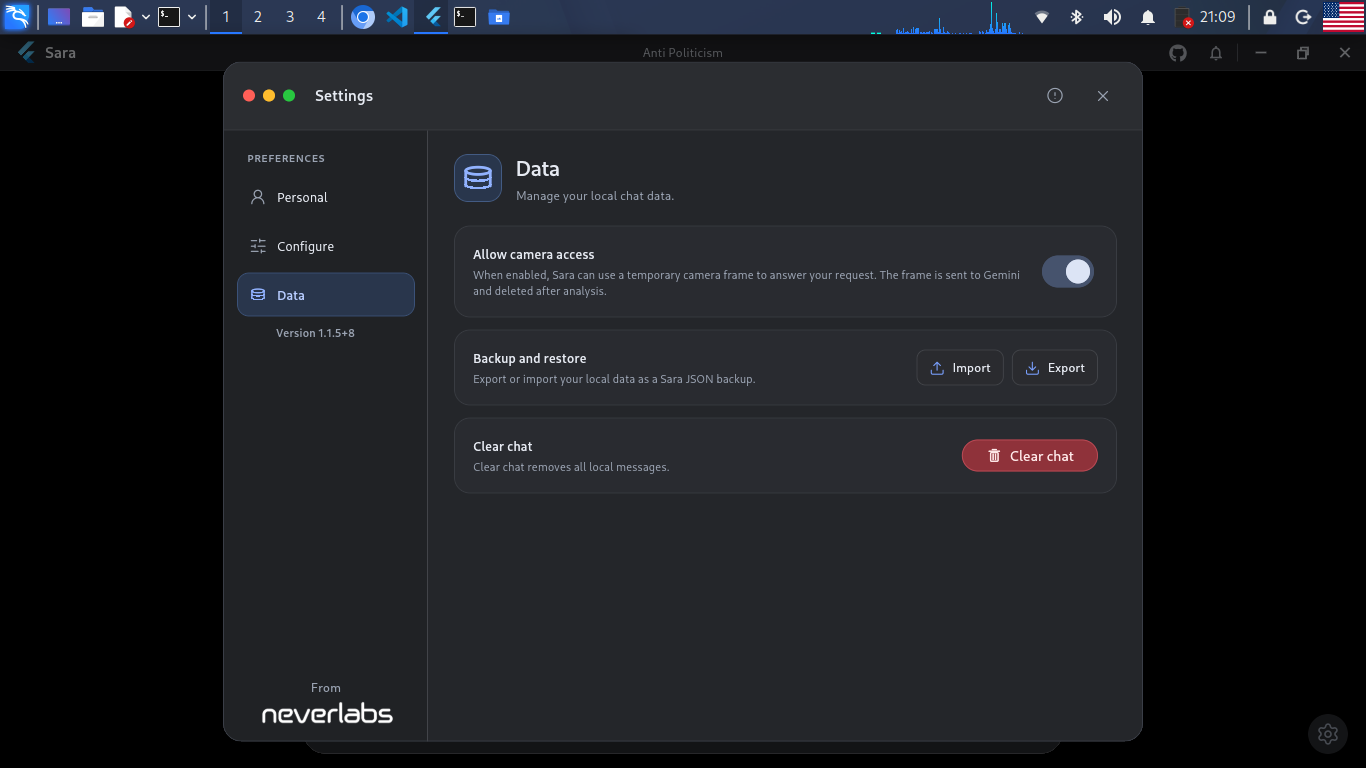 1 2 3 4 21:09
Sara
Anti Politicism
Settings
PREFERENCES
Personal
Configure
Data
Version 1.1.5+8
From
neverlabs
Data
Manage your local chat data.
Allow camera access
When enabled, Sara can use a temporary camera frame to answer your request. The frame is sent to Gemini
and deleted after analysis.
Backup and restore
Export or import your local data as a Sara JSON backup.
Import
Export
Clear chat
Clear chat removes all local messages.
Clear chat